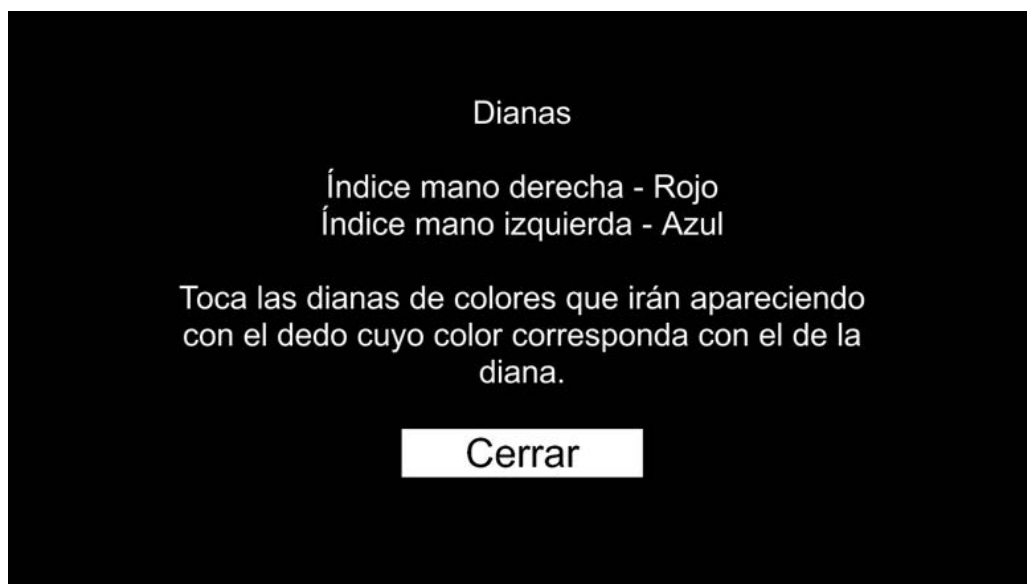 Dianas
Índice mano derecha - Rojo
Índice mano izquierda - Azul
Toca las dianas de colores que irán apareciendo
con el dedo cuyo color corresponda con el de la
diana.
Cerrar